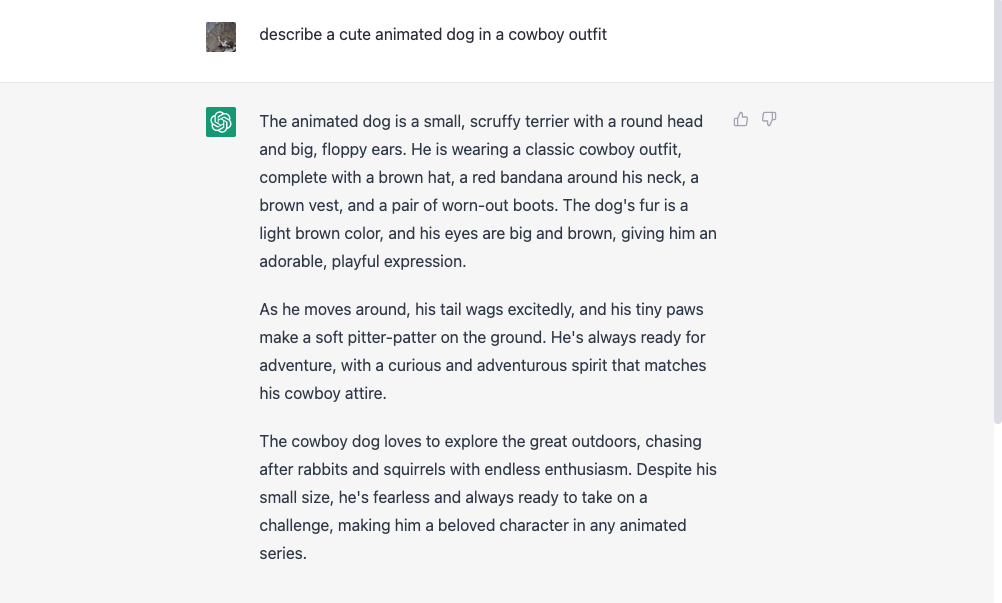 describe a cute animated dog in a cowboy outfit
The animated dog is a small, scruffy terrier with a round head
and big, floppy ears. He is wearing a classic cowboy outfit,
complete with a brown hat, a red bandana around his neck, a
brown vest, and a pair of worn-out boots. The dog's fur is a
light brown color, and his eyes are big and brown, giving him an
adorable, playful expression.
As he moves around, his tail wags excitedly, and his tiny paws
make a soft pitter-patter on the ground. He's always ready for
adventure, with a curious and adventurous spirit that matches
his cowboy attire.
The cowboy dog loves to explore the great outdoors, chasing
after rabbits and squirrels with endless enthusiasm. Despite his
small size, he's fearless and always ready to take on a
challenge, making him a beloved character in any animated
series.